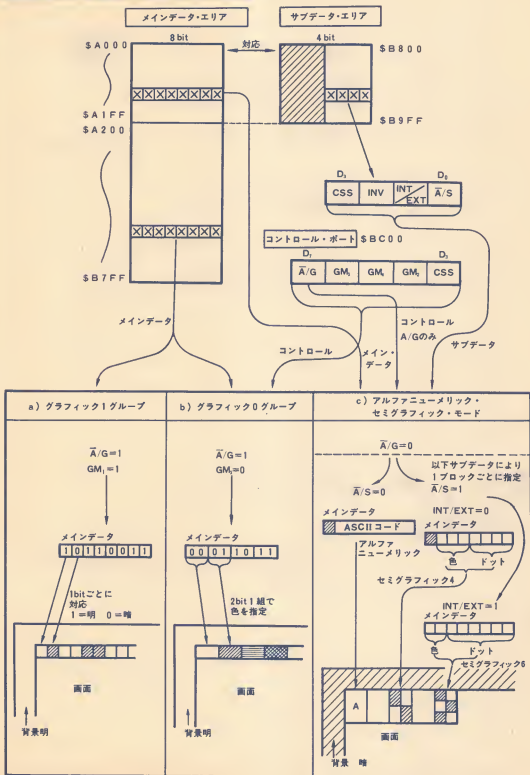 メインデータ・エリア
サブデータ・エリア
8bit
4bit
$A000
対応
$B800
$A1FF
$A200
$B9FF
D₃ D₀
CSS INV INT/EXT A̅/S
コントロール・ポート $BC00
D₇ D₃
A̅/G GM₁ GM₀ GM₂ CSS
$B7FF
メインデータ
コントロール
メイン・データ
コントロール
A/Gのみ
サブデータ
a) グラフィック1グループ
A̅/G=1
GM₁=1
メインデータ
1 0 1 1 0 0 1 1
1bitごとに
対応
1=明 0=暗
画面
背景明
b) グラフィック0グループ
A̅/G=1
GM₁=0
メインデータ
0 0 0 1 1 0 1 1
2bit1組で
色を指定
画面
背景明
c) アルファニューメリック・
セミグラフィック・モード
A̅/G=0
以下サブデータにより
1ブロックごとに指定
A̅/S=0
A̅/S=1
INT/EXT=0
メインデータ
ASCIIコード
メインデータ
アルファ
ニューメリック
色 ドット
セミグラフィック4
INT/EXT=1
メインデータ
色 ドット
セミグラフィック6
A
画面
背景 暗